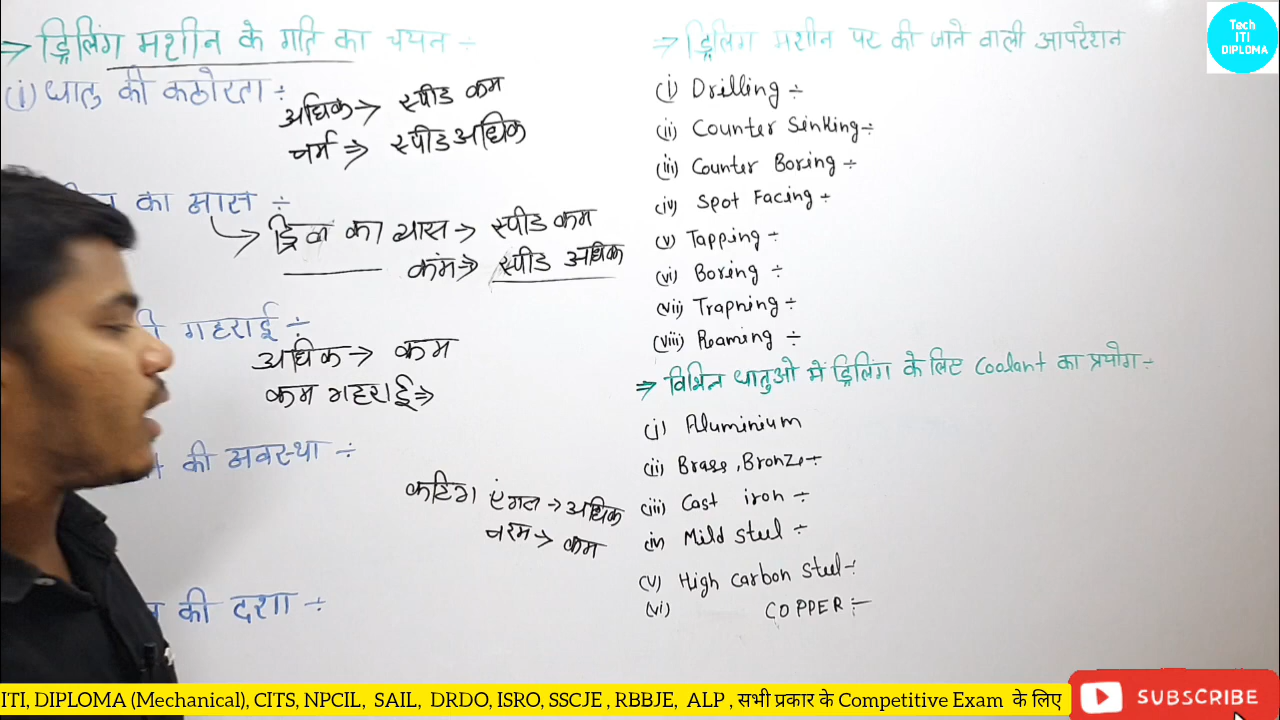 ⇒ ड्रिलिंग मशीन के गति का चयन ÷
(i) धातु की कठोरता ÷
अधिक → स्पीड कम
नर्म ⇒ स्पीड अधिक
का व्यास ÷
ड्रिल का व्यास → स्पीड कम
कम ⇒ स्पीड अधिक
गहराई ÷
अधिक → कम
कम गहराई ⇒
की अवस्था ÷
कटिंग एंगल → अधिक
नरम → कम
की दशा ÷
⇒ ड्रिलिंग मशीन पर की जाने वाली आपरेशन
(i) Drilling ÷
(ii) Counter Sinking ÷
(iii) Counter Boring ÷
(iv) Spot Facing ÷
(v) Tapping ÷
(vi) Boring ÷
(vii) Trapning ÷
(viii) Reaming ÷
⇒ विभिन धातुओ में ड्रिलिंग के लिए Coolant का प्रयोग ÷
(i) Aluminium
(ii) Brass, Bronze ÷
(iii) Cast iron ÷
(iv) Mild steel ÷
(v) High Carbon Steel ÷
(vi) COPPER ÷
Tech
ITI
DIPLOMA
ITI, DIPLOMA (Mechanical), CITS, NPCIL, SAIL, DRDO, ISRO, SSCJE , RBBJE, ALP , सभी प्रकार के Competitive Exam के लिए
SUBSCRIBE